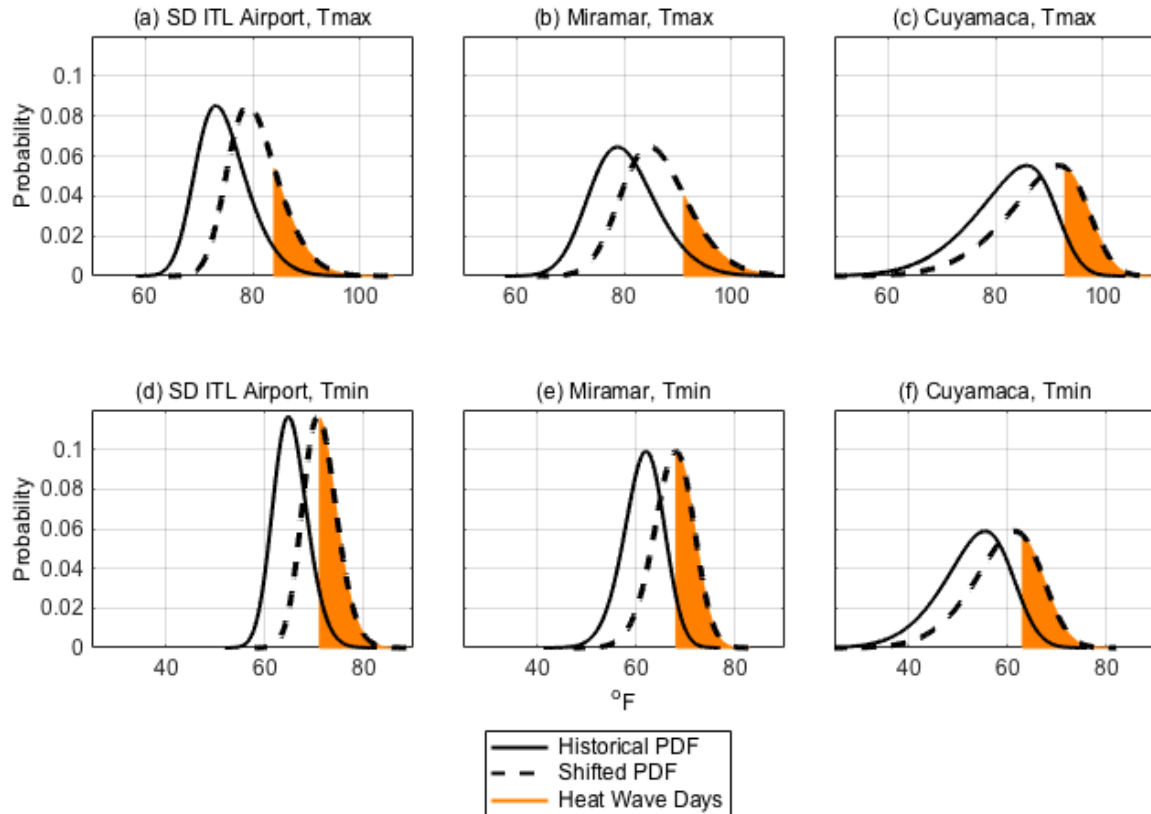 (a) SD ITL Airport, Tmax (b) Miramar, Tmax (c) Cuyamaca, Tmax
Probability
0.1
0.08
0.06
0.04
0.02
0
60 80 100 60 80 100 60 80 100
(d) SD ITL Airport, Tmin (e) Miramar, Tmin (f) Cuyamaca, Tmin
Probability
0.1
0.08
0.06
0.04
0.02
0
40 60 80 40 60 80 40 60 80
°F
Historical PDF
Shifted PDF
Heat Wave Days